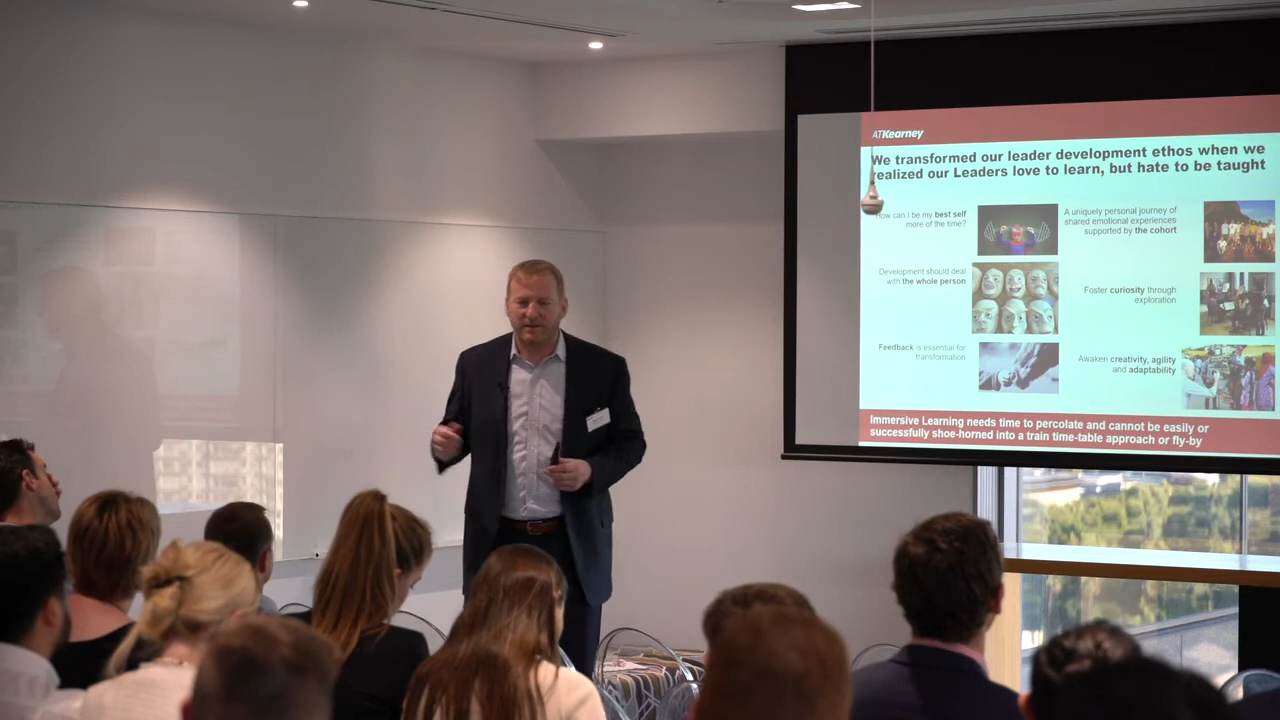 ATKearney
We transformed our leader development ethos when we
realized our Leaders love to learn, but hate to be taught
How can I be my best self
more of the time?
A uniquely personal journey of
shared emotional experiences
supported by the cohort
Development should deal
with the whole person
Foster curiosity through
exploration
Feedback is essential for
transformation
Awaken creativity, agility
and adaptability
Immersive Learning needs time to percolate and cannot be easily or
successfully shoe-horned into a train time-table approach or fly-by